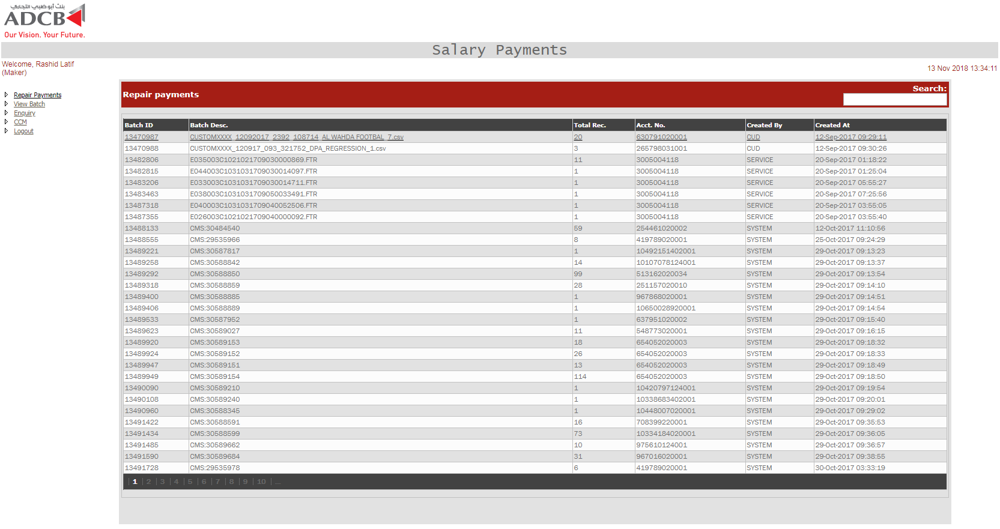 بنك أبوظبي التجاري
ADCB
Our Vision. Your Future.
Salary Payments
Welcome, Rashid Latif
(Maker)
13 Nov 2018 13:34:11
Repair Payments
View Batch
Enquiry
CCM
Logout
Repair payments
Search:
Batch ID Batch Desc. Total Rec. Acct. No. Created By Created At
13470987 CUSTOMXXXX_12092017_2392_108714_AL WAHDA FOOTBAL_7.csv 20 630791020001 CUD 12-Sep-2017 09:29:11
13470988 CUSTOMXXXX_120917_093_321752_DPA_REGRESSION_1.csv 3 265798031001 CUD 12-Sep-2017 09:30:26
13482806 E035003C1021021709030000869.FTR 11 3005004118 SERVICE 20-Sep-2017 01:18:22
13482815 E044003C1031031709030014097.FTR 1 3005004118 SERVICE 20-Sep-2017 01:25:04
13483206 E033003C1031031709030014711.FTR 1 3005004118 SERVICE 20-Sep-2017 05:55:27
13483463 E038003C1031031709050033491.FTR 1 3005004118 SERVICE 20-Sep-2017 07:25:56
13487318 E040003C1031031709040052506.FTR 1 3005004118 SERVICE 20-Sep-2017 03:55:05
13487355 E026003C1021021709040000092.FTR 1 3005004118 SERVICE 20-Sep-2017 03:55:40
13488133 CMS:30484540 59 254461020002 SYSTEM 12-Oct-2017 11:10:56
13488555 CMS:29535966 8 419789020001 SYSTEM 25-Oct-2017 09:24:29
13489221 CMS:30587817 1 10492151402001 SYSTEM 29-Oct-2017 09:13:23
13489258 CMS:30588842 14 10107078124001 SYSTEM 29-Oct-2017 09:13:37
13489292 CMS:30588850 99 513162020034 SYSTEM 29-Oct-2017 09:13:54
13489318 CMS:30588859 28 251157020010 SYSTEM 29-Oct-2017 09:14:10
13489400 CMS:30588885 1 967868020001 SYSTEM 29-Oct-2017 09:14:51
13489406 CMS:30588889 1 10650028920001 SYSTEM 29-Oct-2017 09:14:54
13489533 CMS:30587952 1 637951020002 SYSTEM 29-Oct-2017 09:15:40
13489623 CMS:30589027 11 548773020001 SYSTEM 29-Oct-2017 09:16:15
13489920 CMS:30589153 18 654052020003 SYSTEM 29-Oct-2017 09:18:32
13489924 CMS:30589152 26 654052020003 SYSTEM 29-Oct-2017 09:18:33
13489947 CMS:30589151 13 654052020003 SYSTEM 29-Oct-2017 09:18:49
13489949 CMS:30589154 114 654052020003 SYSTEM 29-Oct-2017 09:18:50
13490090 CMS:30589210 1 10420797124001 SYSTEM 29-Oct-2017 09:19:54
13490108 CMS:30589240 1 10338683402001 SYSTEM 29-Oct-2017 09:20:01
13490960 CMS:30588345 1 10448007020001 SYSTEM 29-Oct-2017 09:29:02
13491422 CMS:30588591 16 708399220001 SYSTEM 29-Oct-2017 09:35:53
13491434 CMS:30588599 73 10334184020001 SYSTEM 29-Oct-2017 09:36:05
13491485 CMS:30589662 10 975610124001 SYSTEM 29-Oct-2017 09:36:57
13491590 CMS:30589684 31 967016020001 SYSTEM 29-Oct-2017 09:38:55
13491728 CMS:29535978 6 419789020001 SYSTEM 30-Oct-2017 03:33:19
| 1 | 2 | 3 | 4 | 5 | 6 | 7 | 8 | 9 | 10 | ...